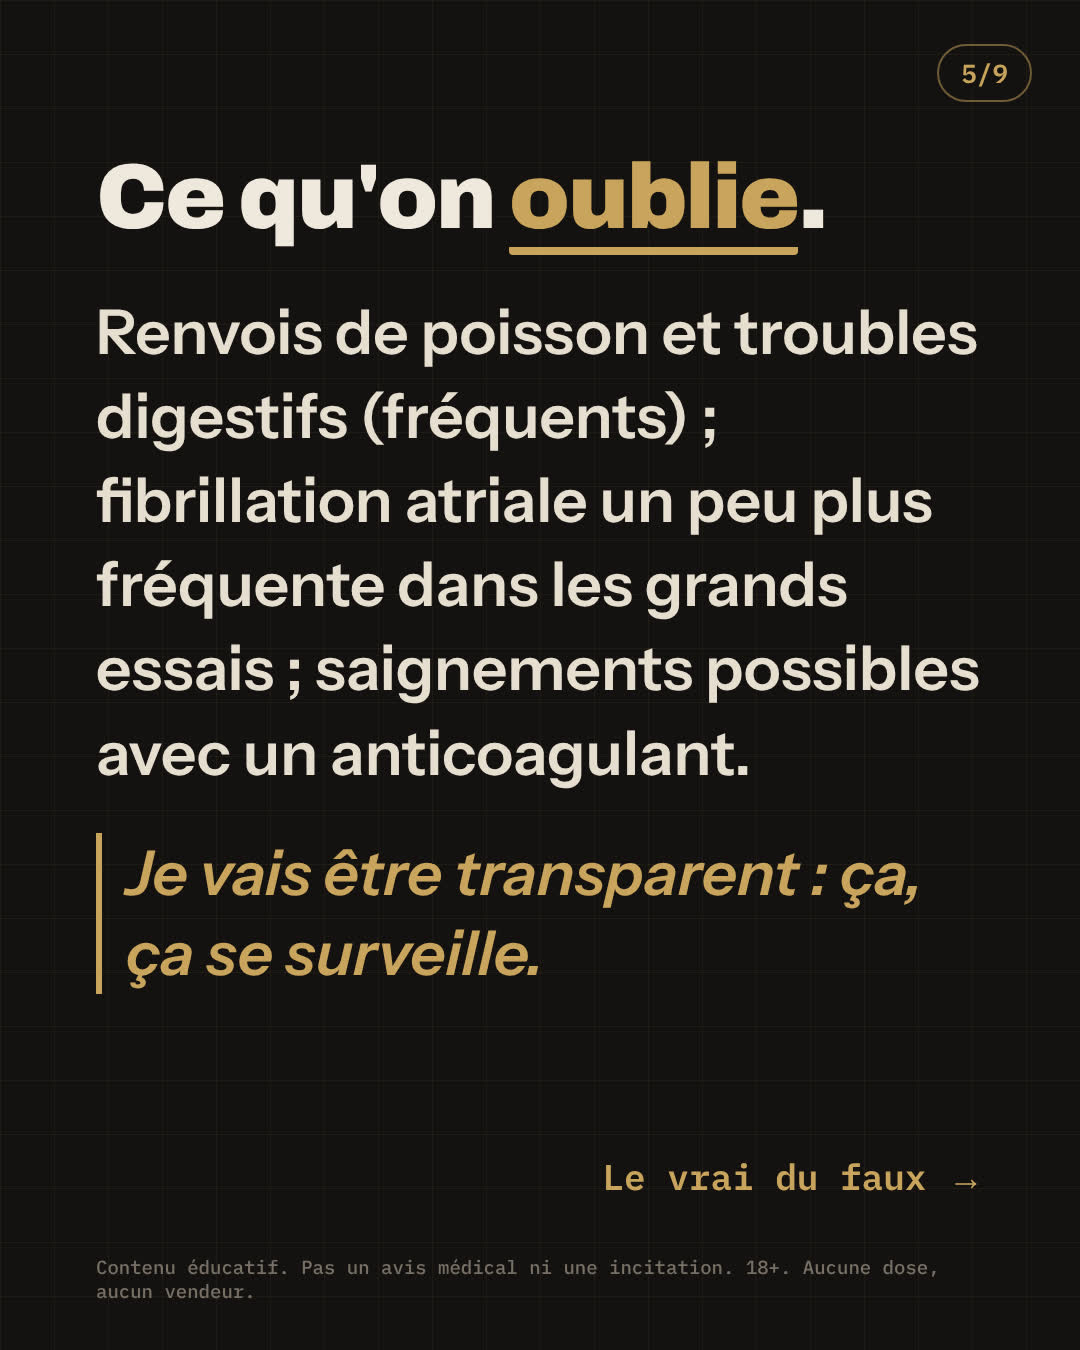 5/9
Ce qu'on oublie.
Renvois de poisson et troubles
digestifs (fréquents) ;
fibrillation atriale un peu plus
fréquente dans les grands
essais ; saignements possibles
avec un anticoagulant.
Je vais être transparent : ça,
ça se surveille.
Le vrai du faux →
Contenu éducatif. Pas un avis médical ni une incitation. 18+. Aucune dose,
aucun vendeur.